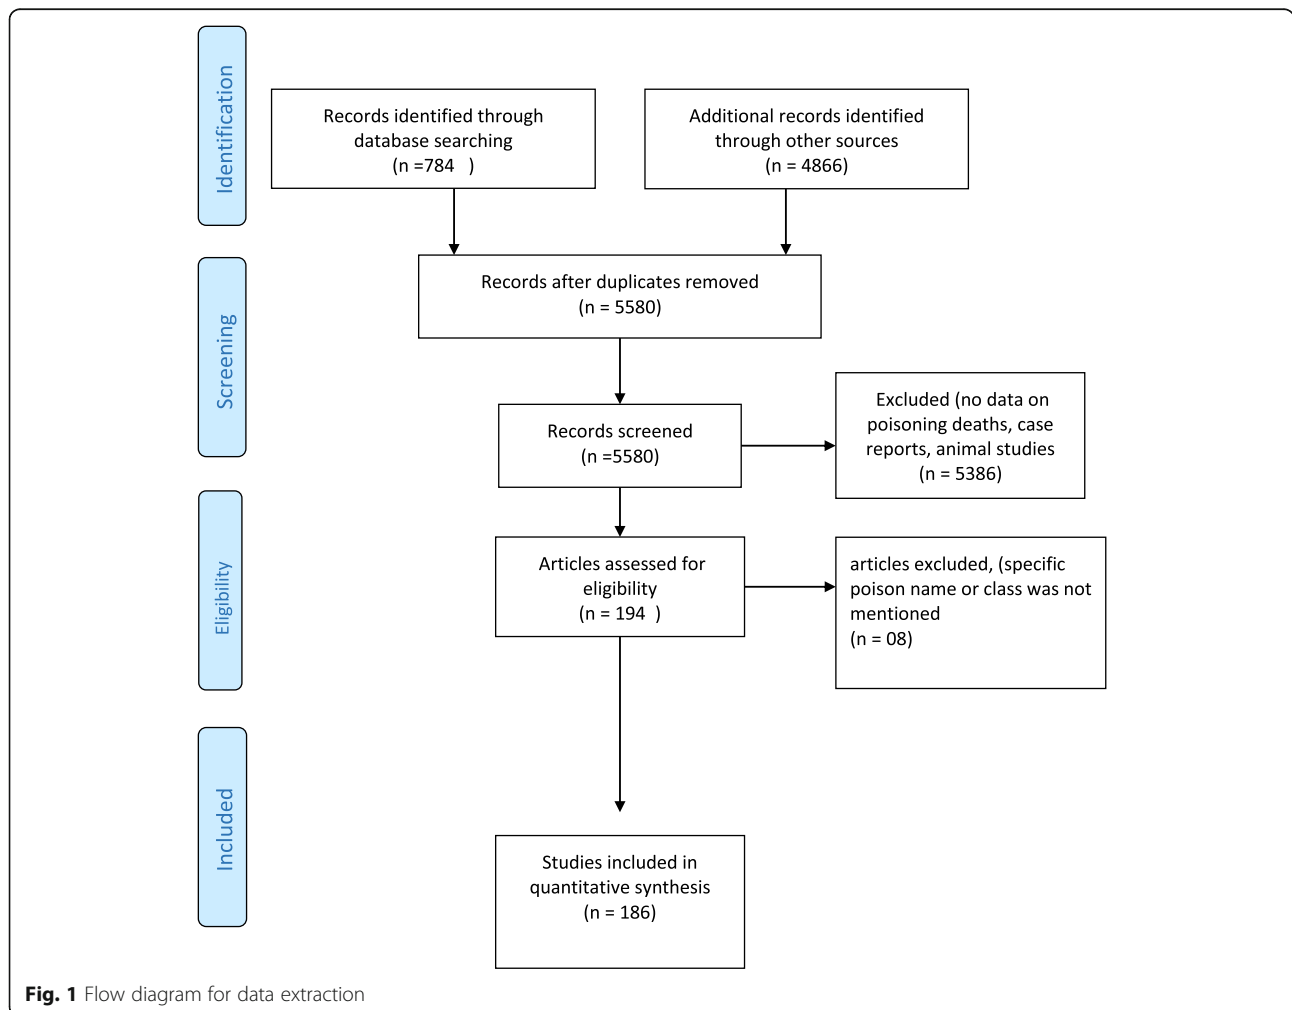 Identification
Records identified through
database searching
(n =784   )
Additional records identified
through other sources
(n = 4866)
Screening
Records after duplicates removed
(n = 5580)
Records screened
(n =5580)
Excluded (no data on
poisoning deaths, case
reports, animal studies
(n = 5386)
Eligibility
Articles assessed for
eligibility
(n = 194  )
articles excluded, (specific
poison name or class was not
mentioned
(n = 08)
Included
Studies included in
quantitative synthesis
(n = 186)
Fig. 1 Flow diagram for data extraction